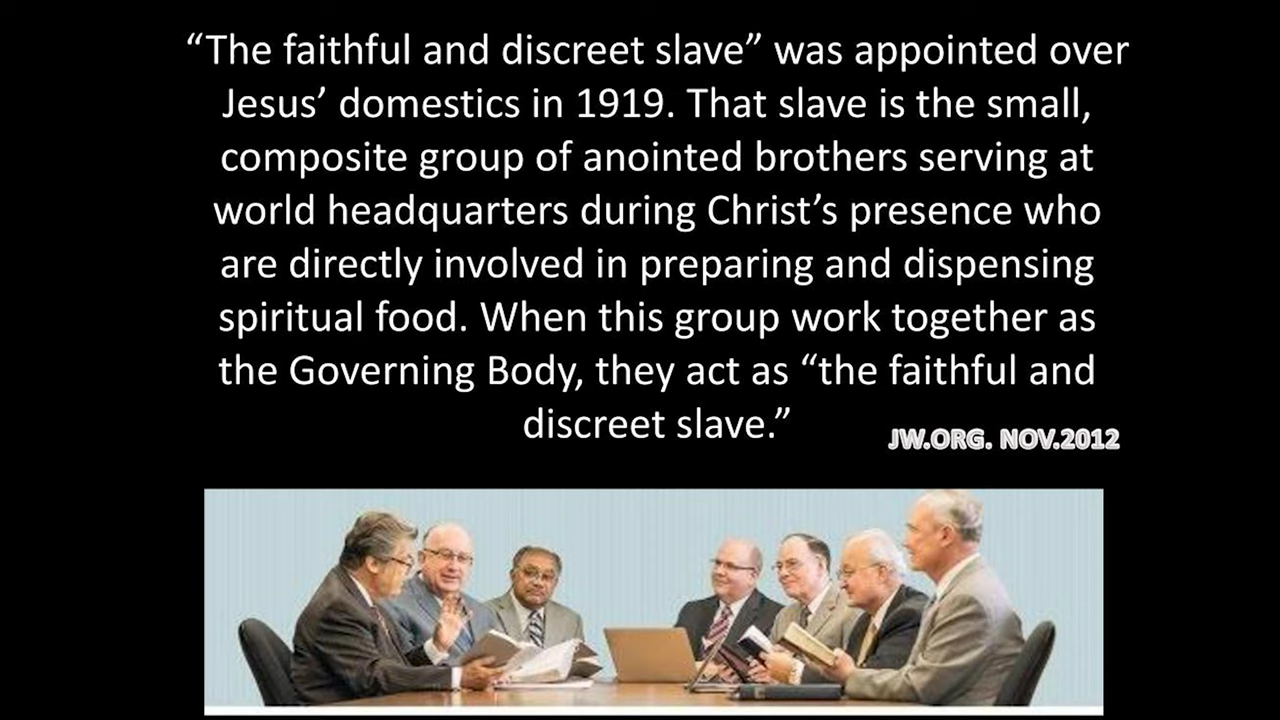 “The faithful and discreet slave” was appointed over
Jesus’ domestics in 1919. That slave is the small,
composite group of anointed brothers serving at
world headquarters during Christ’s presence who
are directly involved in preparing and dispensing
spiritual food. When this group work together as
the Governing Body, they act as “the faithful and
discreet slave.”
JW.ORG. NOV.2012